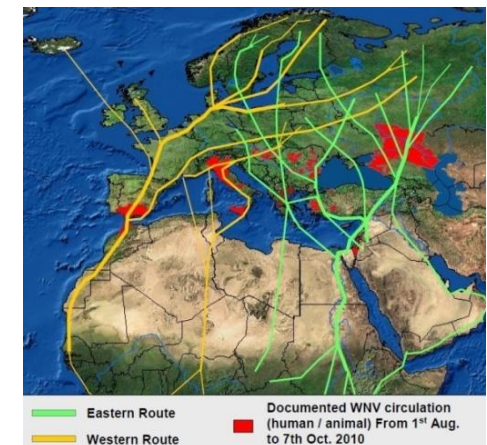 Eastern Route
Western Route
Documented WNV circulation
(human / animal) From 1st Aug.
to 7th Oct. 2010